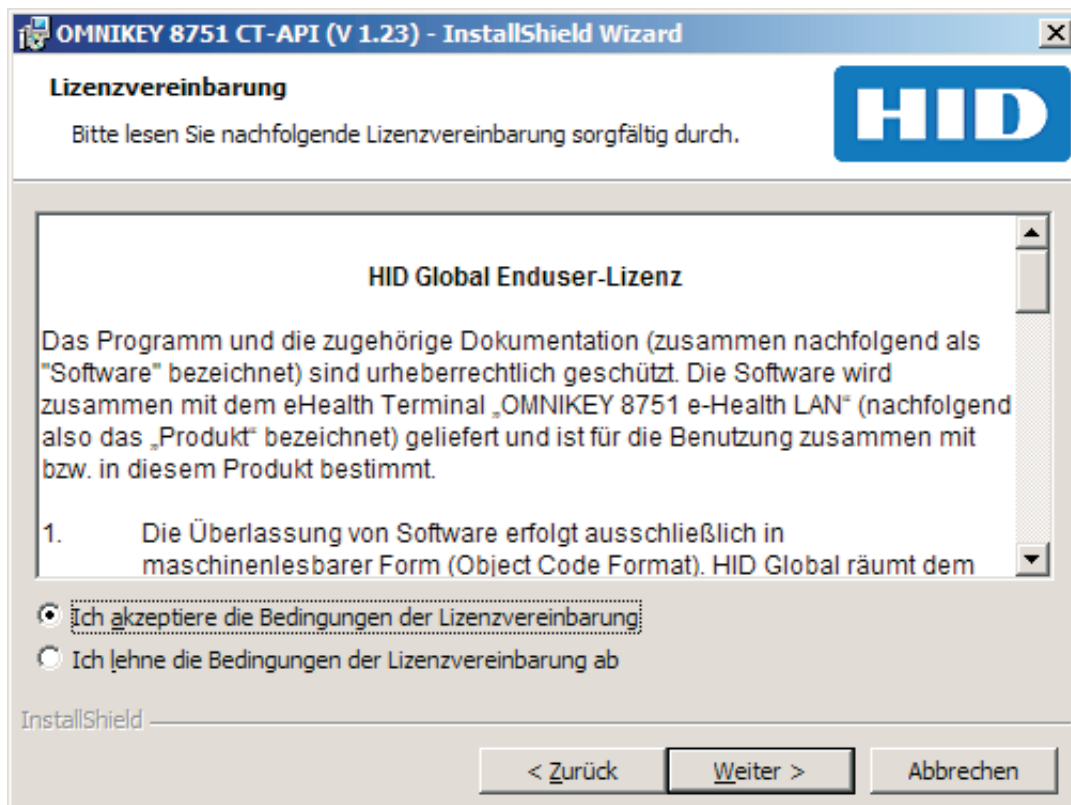 OMNIKEY 8751 CT-API (V 1.23) - InstallShield Wizard
Lizenzvereinbarung
Bitte lesen Sie nachfolgende Lizenzvereinbarung sorgfältig durch.
HID
HID Global Enduser-Lizenz
Das Programm und die zugehörige Dokumentation (zusammen nachfolgend als
"Software" bezeichnet) sind urheberrechtlich geschützt. Die Software wird
zusammen mit dem eHealth Terminal „OMNIKEY 8751 e-Health LAN“ (nachfolgend
also das „Produkt“ bezeichnet) geliefert und ist für die Benutzung zusammen mit
bzw. in diesem Produkt bestimmt.
1. Die Überlassung von Software erfolgt ausschließlich in
maschinenlesbarer Form (Object Code Format). HID Global räumt dem
Ich akzeptiere die Bedingungen der Lizenzvereinbarung
Ich lehne die Bedingungen der Lizenzvereinbarung ab
InstallShield
< Zurück
Weiter >
Abbrechen